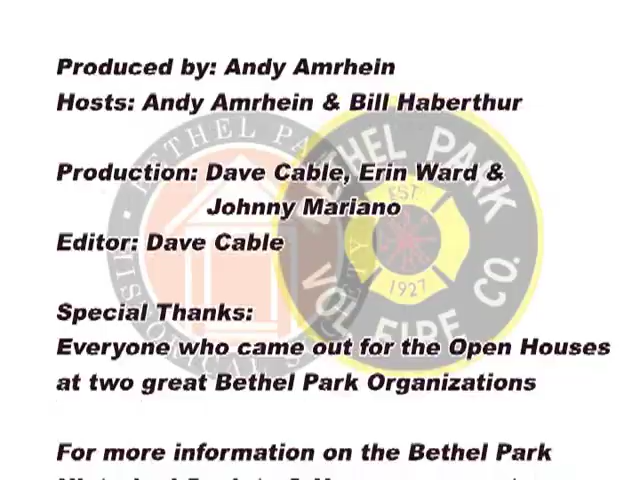 Produced by: Andy Amrhein
Hosts: Andy Amrhein & Bill Haberthur
Production: Dave Cable, Erin Ward &
Johnny Mariano
Editor: Dave Cable
Special Thanks:
Everyone who came out for the Open Houses
at two great Bethel Park Organizations
For more information on the Bethel Park
BETHEL PARK
VOL. FIRE CO.
EST.
1927
BETHEL PA